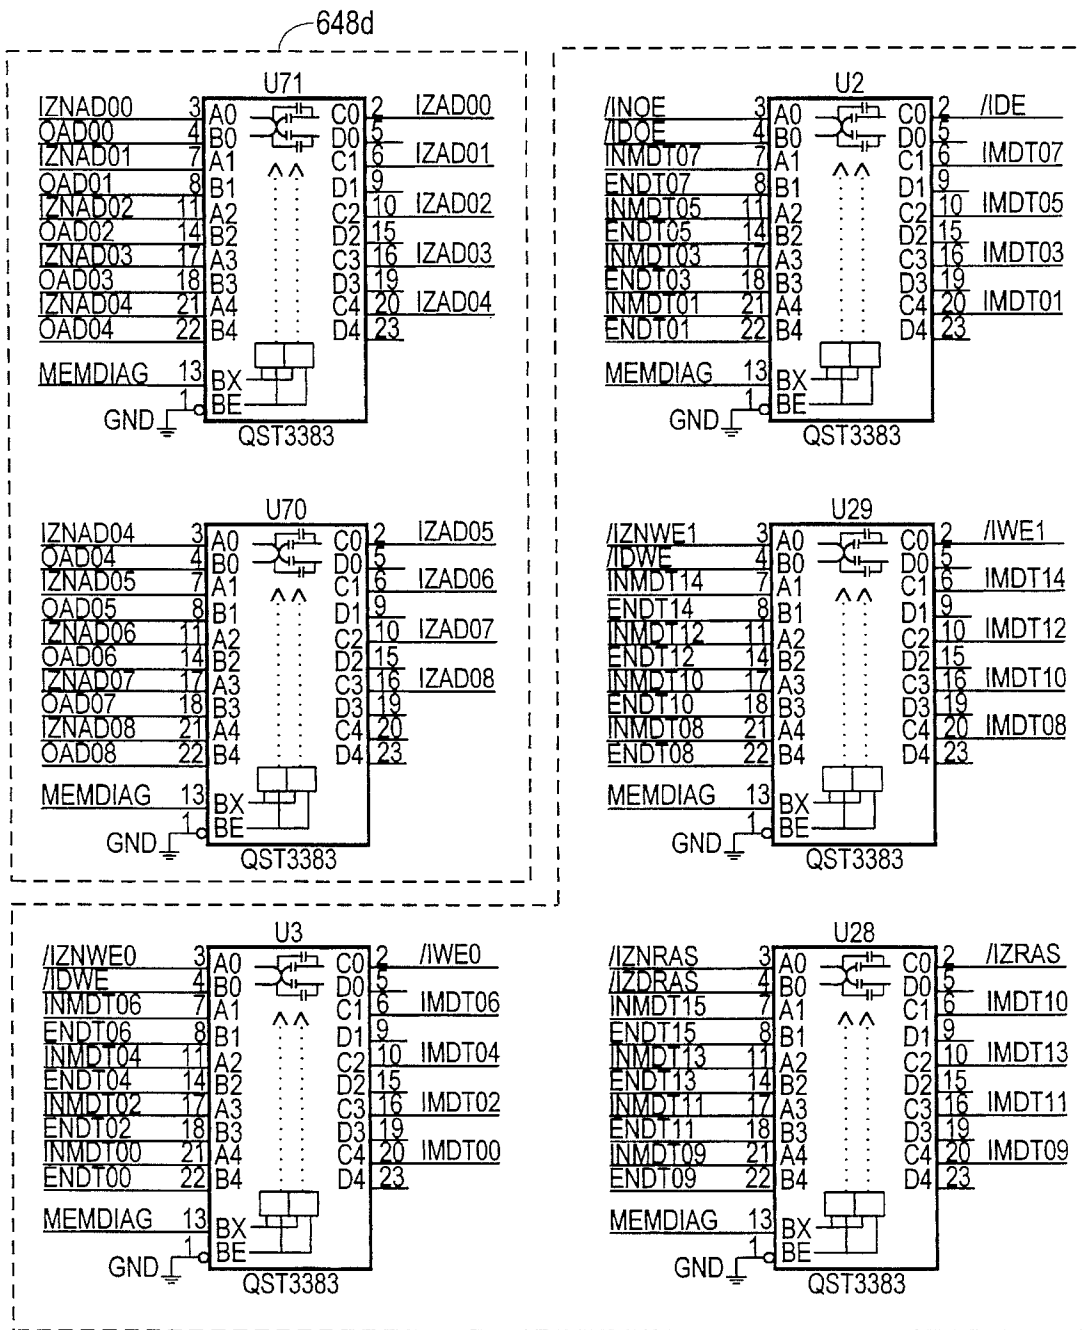 648d
U71
IZNAD00 3 A0 C0 2 IZAD00
OAD00 4 B0 D0 5
IZNAD01 7 A1 C1 6 IZAD01
OAD01 8 B1 D1 9
IZNAD02 11 A2 C2 10 IZAD02
OAD02 14 B2 D2 15
IZNAD03 17 A3 C3 16 IZAD03
OAD03 18 B3 D3 19
IZNAD04 21 A4 C4 20 IZAD04
OAD04 22 B4 D4 23
MEMDIAG 13 BX
GND 1 BE
QST3383
U2
/INOE 3 A0 C0 2 /IDE
/IDOE 4 B0 D0 5
INMDT07 7 A1 C1 6 IMDT07
ENDT07 8 B1 D1 9
INMDT05 11 A2 C2 10 IMDT05
ENDT05 14 B2 D2 15
INMDT03 17 A3 C3 16 IMDT03
ENDT03 18 B3 D3 19
INMDT01 21 A4 C4 20 IMDT01
ENDT01 22 B4 D4 23
MEMDIAG 13 BX
GND 1 BE
QST3383
U70
IZNAD04 3 A0 C0 2 IZAD05
OAD04 4 B0 D0 5
IZNAD05 7 A1 C1 6 IZAD06
OAD05 8 B1 D1 9
IZNAD06 11 A2 C2 10 IZAD07
OAD06 14 B2 D2 15
IZNAD07 17 A3 C3 16 IZAD08
OAD07 18 B3 D3 19
IZNAD08 21 A4 C4 20
OAD08 22 B4 D4 23
MEMDIAG 13 BX
GND 1 BE
QST3383
U29
/IZNWE1 3 A0 C0 2 /IWE1
/IDWE 4 B0 D0 5
INMDT14 7 A1 C1 6 IMDT14
ENDT14 8 B1 D1 9
INMDT12 11 A2 C2 10 IMDT12
ENDT12 14 B2 D2 15
INMDT10 17 A3 C3 16 IMDT10
ENDT10 18 B3 D3 19
INMDT08 21 A4 C4 20 IMDT08
ENDT08 22 B4 D4 23
MEMDIAG 13 BX
GND 1 BE
QST3383
U3
/IZNWE0 3 A0 C0 2 /IWE0
/IDWE 4 B0 D0 5
INMDT06 7 A1 C1 6 IMDT06
ENDT06 8 B1 D1 9
INMDT04 11 A2 C2 10 IMDT04
ENDT04 14 B2 D2 15
INMDT02 17 A3 C3 16 IMDT02
ENDT02 18 B3 D3 19
INMDT00 21 A4 C4 20 IMDT00
ENDT00 22 B4 D4 23
MEMDIAG 13 BX
GND 1 BE
QST3383
U28
/IZNRAS 3 A0 C0 2 /IZRAS
/IZDRAS 4 B0 D0 5
INMDT15 7 A1 C1 6 IMDT10
ENDT15 8 B1 D1 9
INMDT13 11 A2 C2 10 IMDT13
ENDT13 14 B2 D2 15
INMDT11 17 A3 C3 16 IMDT11
ENDT11 18 B3 D3 19
INMDT09 21 A4 C4 20 IMDT09
ENDT09 22 B4 D4 23
MEMDIAG 13 BX
GND 1 BE
QST3383